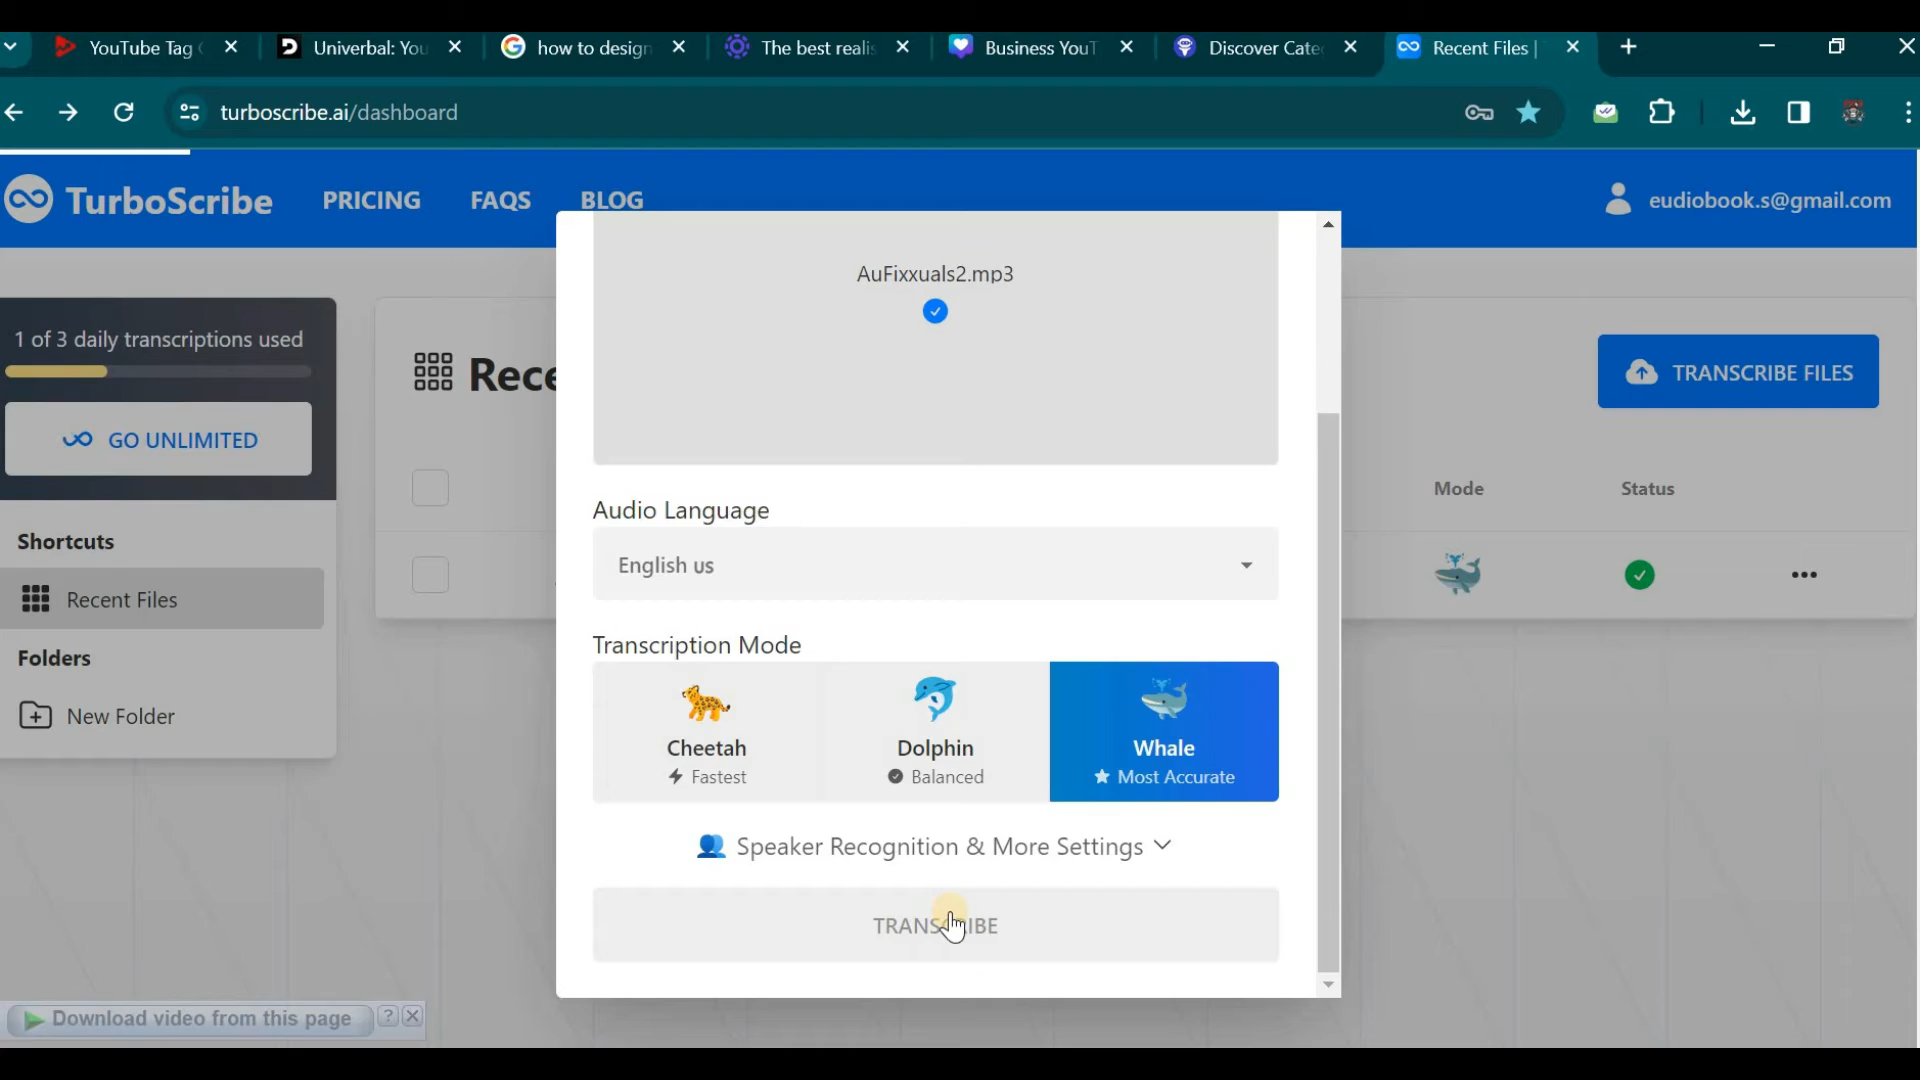 YouTube Tag
Univerbal: You
how to design
The best realis
Business YouT
Discover Cate
Recent Files |
turboscribe.ai/dashboard
TurboScribe
PRICING
FAQS
BLOG
eudiobook.s@gmail.com
AuFixxuals2.mp3
1 of 3 daily transcriptions used
Rece
TRANSCRIBE FILES
GO UNLIMITED
Mode
Status
Audio Language
English us
Shortcuts
Recent Files
Folders
New Folder
Transcription Mode
Cheetah
Fastest
Dolphin
Balanced
Whale
Most Accurate
Speaker Recognition & More Settings
TRANSCRIBE
Download video from this page
?